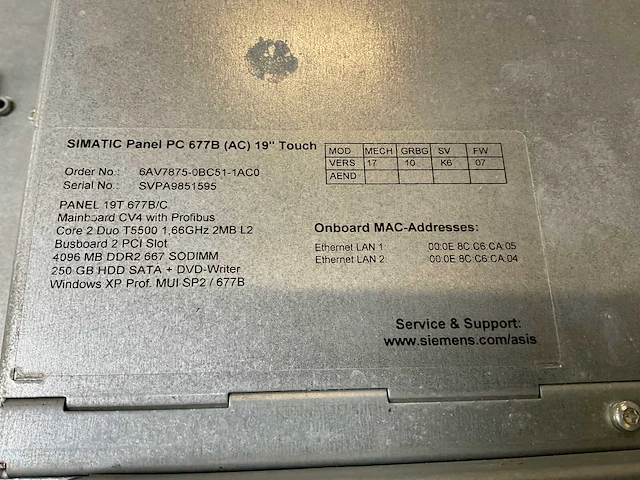 SIMATIC Panel PC 677B (AC) 19" Touch
Order No.: 6AV7875-0BC51-1AC0
Serial No.: SVPA9851595
PANEL 19T 677B/C
Mainboard CV4 with Profibus
Core 2 Duo T5500 1,66GHz 2MB L2
Busboard 2 PCI Slot
4096 MB DDR2 667 SODIMM
250 GB HDD SATA + DVD-Writer
Windows XP Prof. MUI SP2 / 677B
MOD MECH GRBG SV FW
VERS 17 10 K6 07
AEND
Onboard MAC-Addresses:
Ethernet LAN 1: 00:0E:8C:C6:CA:05
Ethernet LAN 2: 00:0E:8C:C6:CA:04
Service & Support:
www.siemens.com/asis